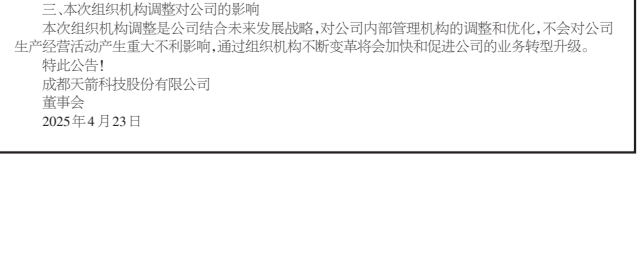 三、本次组织机构调整对公司的影响
本次组织机构调整是公司结合未来发展战略,对公司内部管理机构的调整和优化,不会对公司
生产经营活动产生重大不利影响,通过组织机构不断变革将会加快和促进公司的业务转型升级。
特此公告!
成都天箭科技股份有限公司
董事会
2025年4月23日